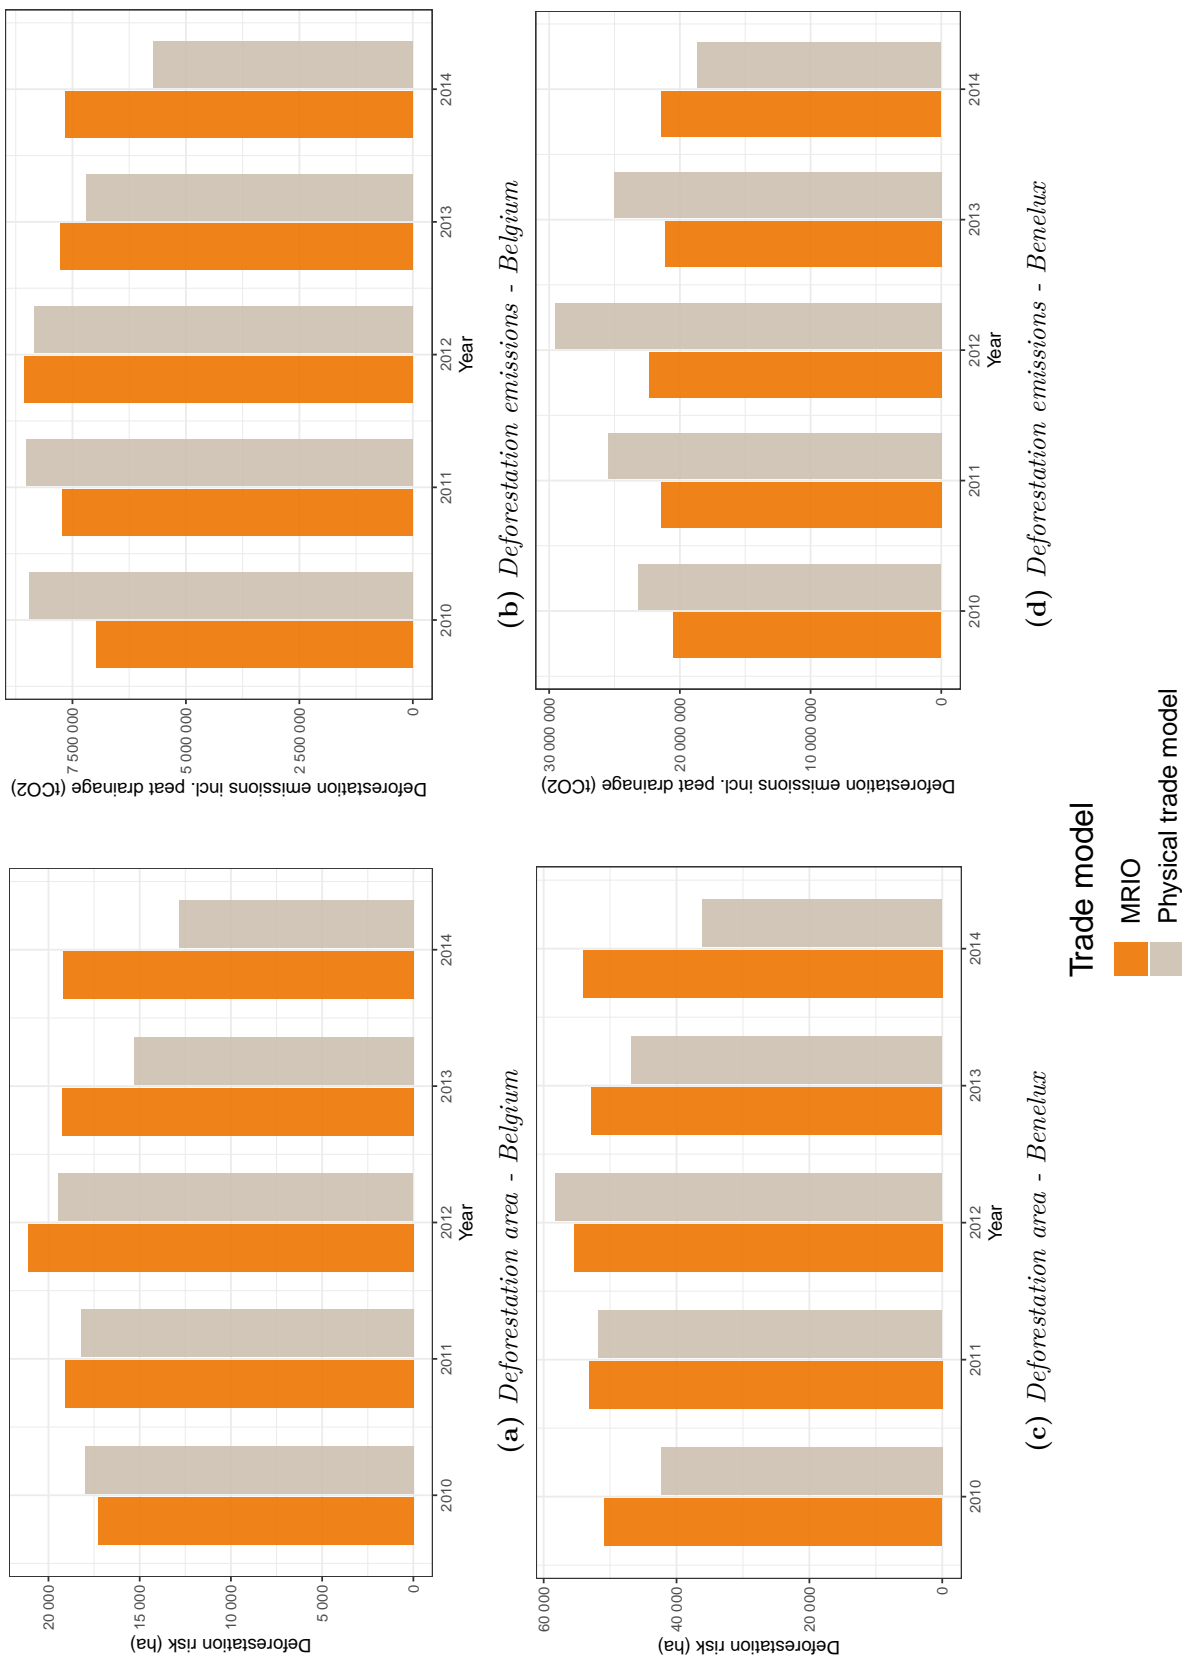 20 000
15 000
10 000
5 000
0
Deforestation risk (ha)
2010
2011
2012
2013
2014
Year
(a) Deforestation area - Belgium
7 500 000
5 000 000
2 500 000
0
Deforestation emissions incl. peat drainage (tCO2)
2010
2011
2012
2013
2014
Year
(b) Deforestation emissions - Belgium
60 000
40 000
20 000
0
Deforestation risk (ha)
2010
2011
2012
2013
2014
Year
(c) Deforestation area - Benelux
30 000 000
20 000 000
10 000 000
0
Deforestation emissions incl. peat drainage (tCO2)
2010
2011
2012
2013
2014
Year
(d) Deforestation emissions - Benelux
Trade model
MRIO
Physical trade model